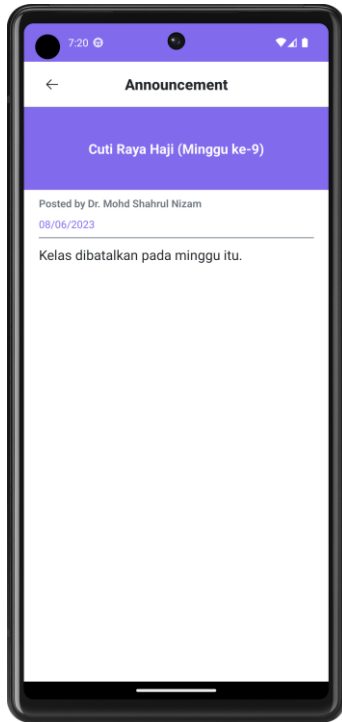 7:20
Announcement
Cuti Raya Haji (Minggu ke-9)
Posted by Dr. Mohd Shahrul Nizam
08/06/2023
Kelas dibatalkan pada minggu itu.